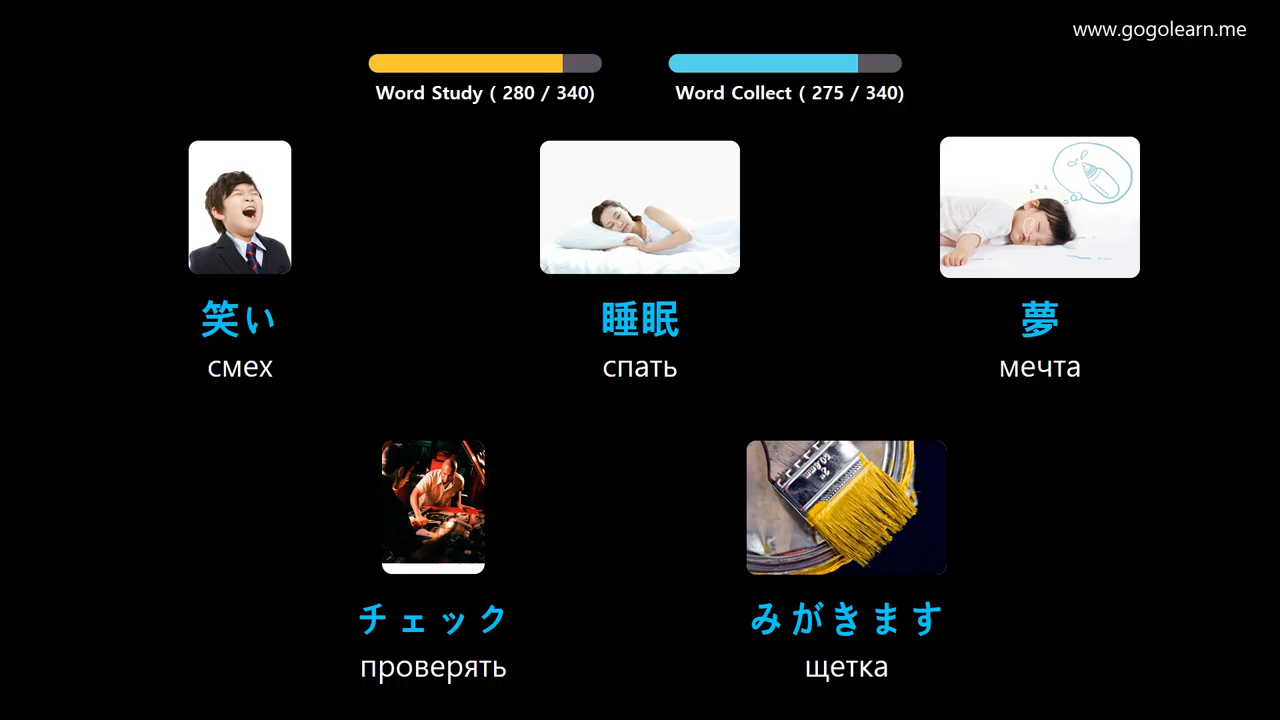 www.gogolearn.me
Word Study ( 280 / 340)
Word Collect ( 275 / 340)
笑い
смех
睡眠
спать
夢
мечта
チェック
проверять
みがきます
щетка